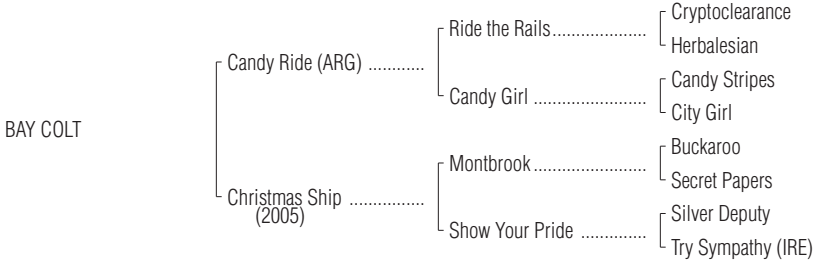 Cryptoclearance
Ride the Rails.....................
Herbalesian
Candy Ride (ARG) ............
Candy Stripes
Candy Girl .........................
City Girl
BAY COLT
Buckaroo
Montbrook.........................
Secret Papers
Christmas Ship ................
(2005)
Silver Deputy
Show Your Pride ..............
Try Sympathy (IRE)